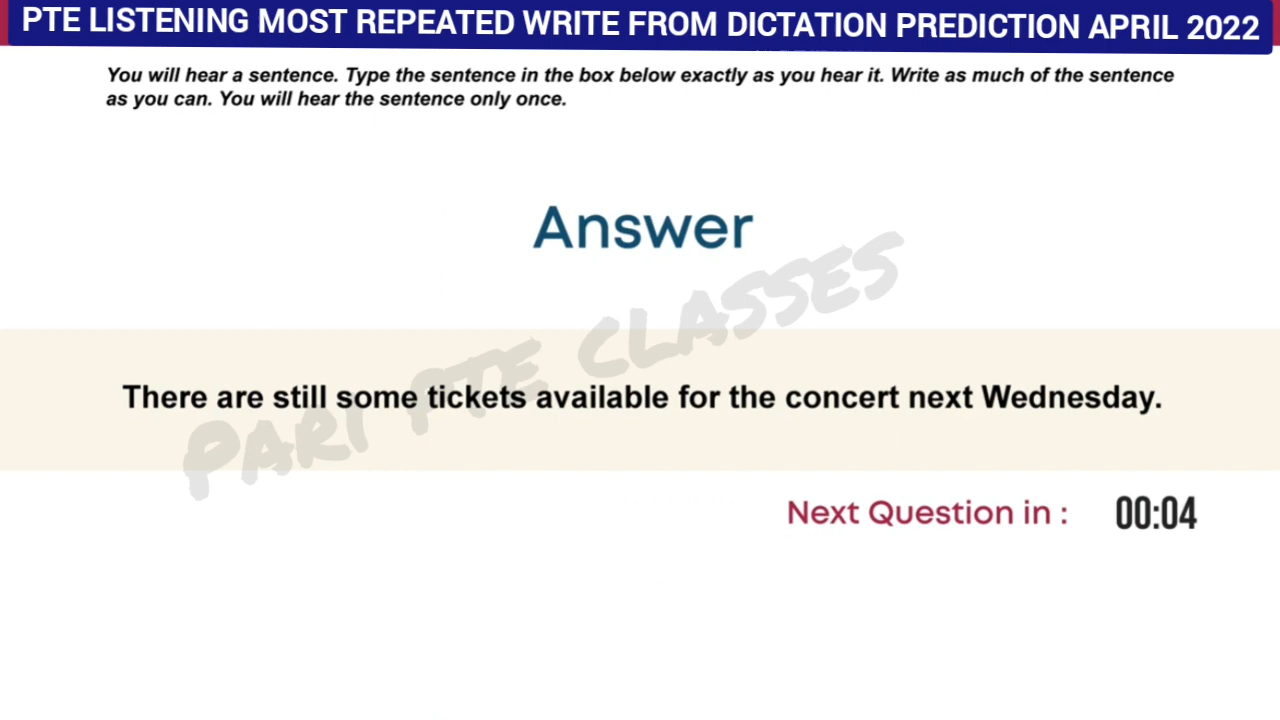 PTE LISTENING MOST REPEATED WRITE FROM DICTATION PREDICTION APRIL 2022
You will hear a sentence. Type the sentence in the box below exactly as you hear it. Write as much of the sentence
as you can. You will hear the sentence only once.
Answer
PARI PTE CLASSES
There are still some tickets available for the concert next Wednesday.
Next Question in : 00:04